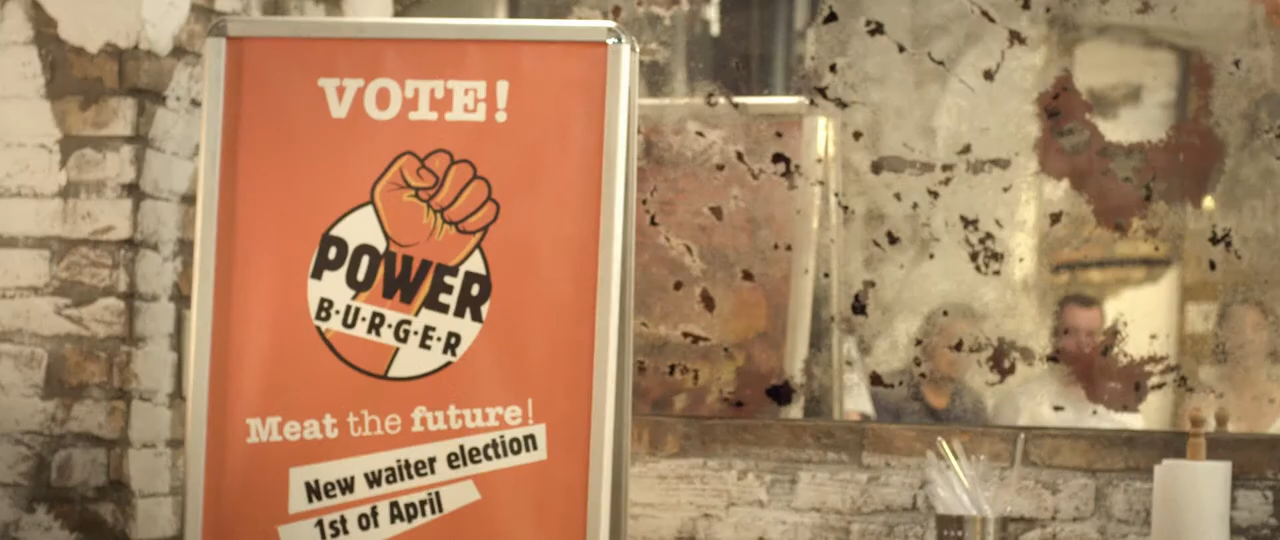 VOTE!
POWER
B·U·R·G·E·R
Meat the future!
New waiter election
1st of April